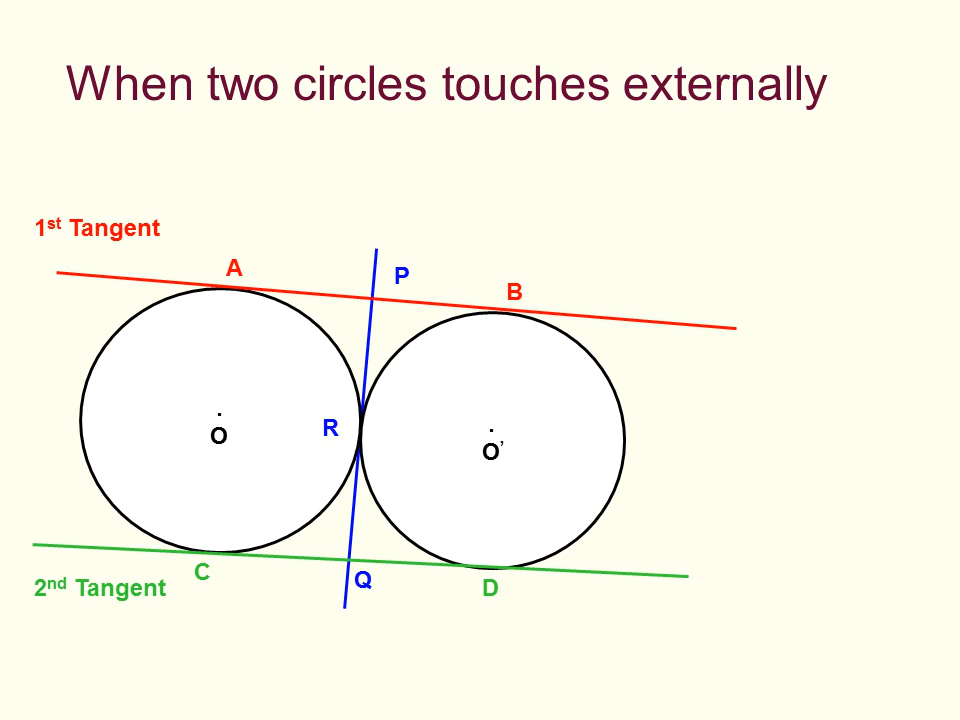 When two circles touches externally
1st Tangent
A
P
B
.
O
R
.
O’
C
Q
2nd Tangent
D